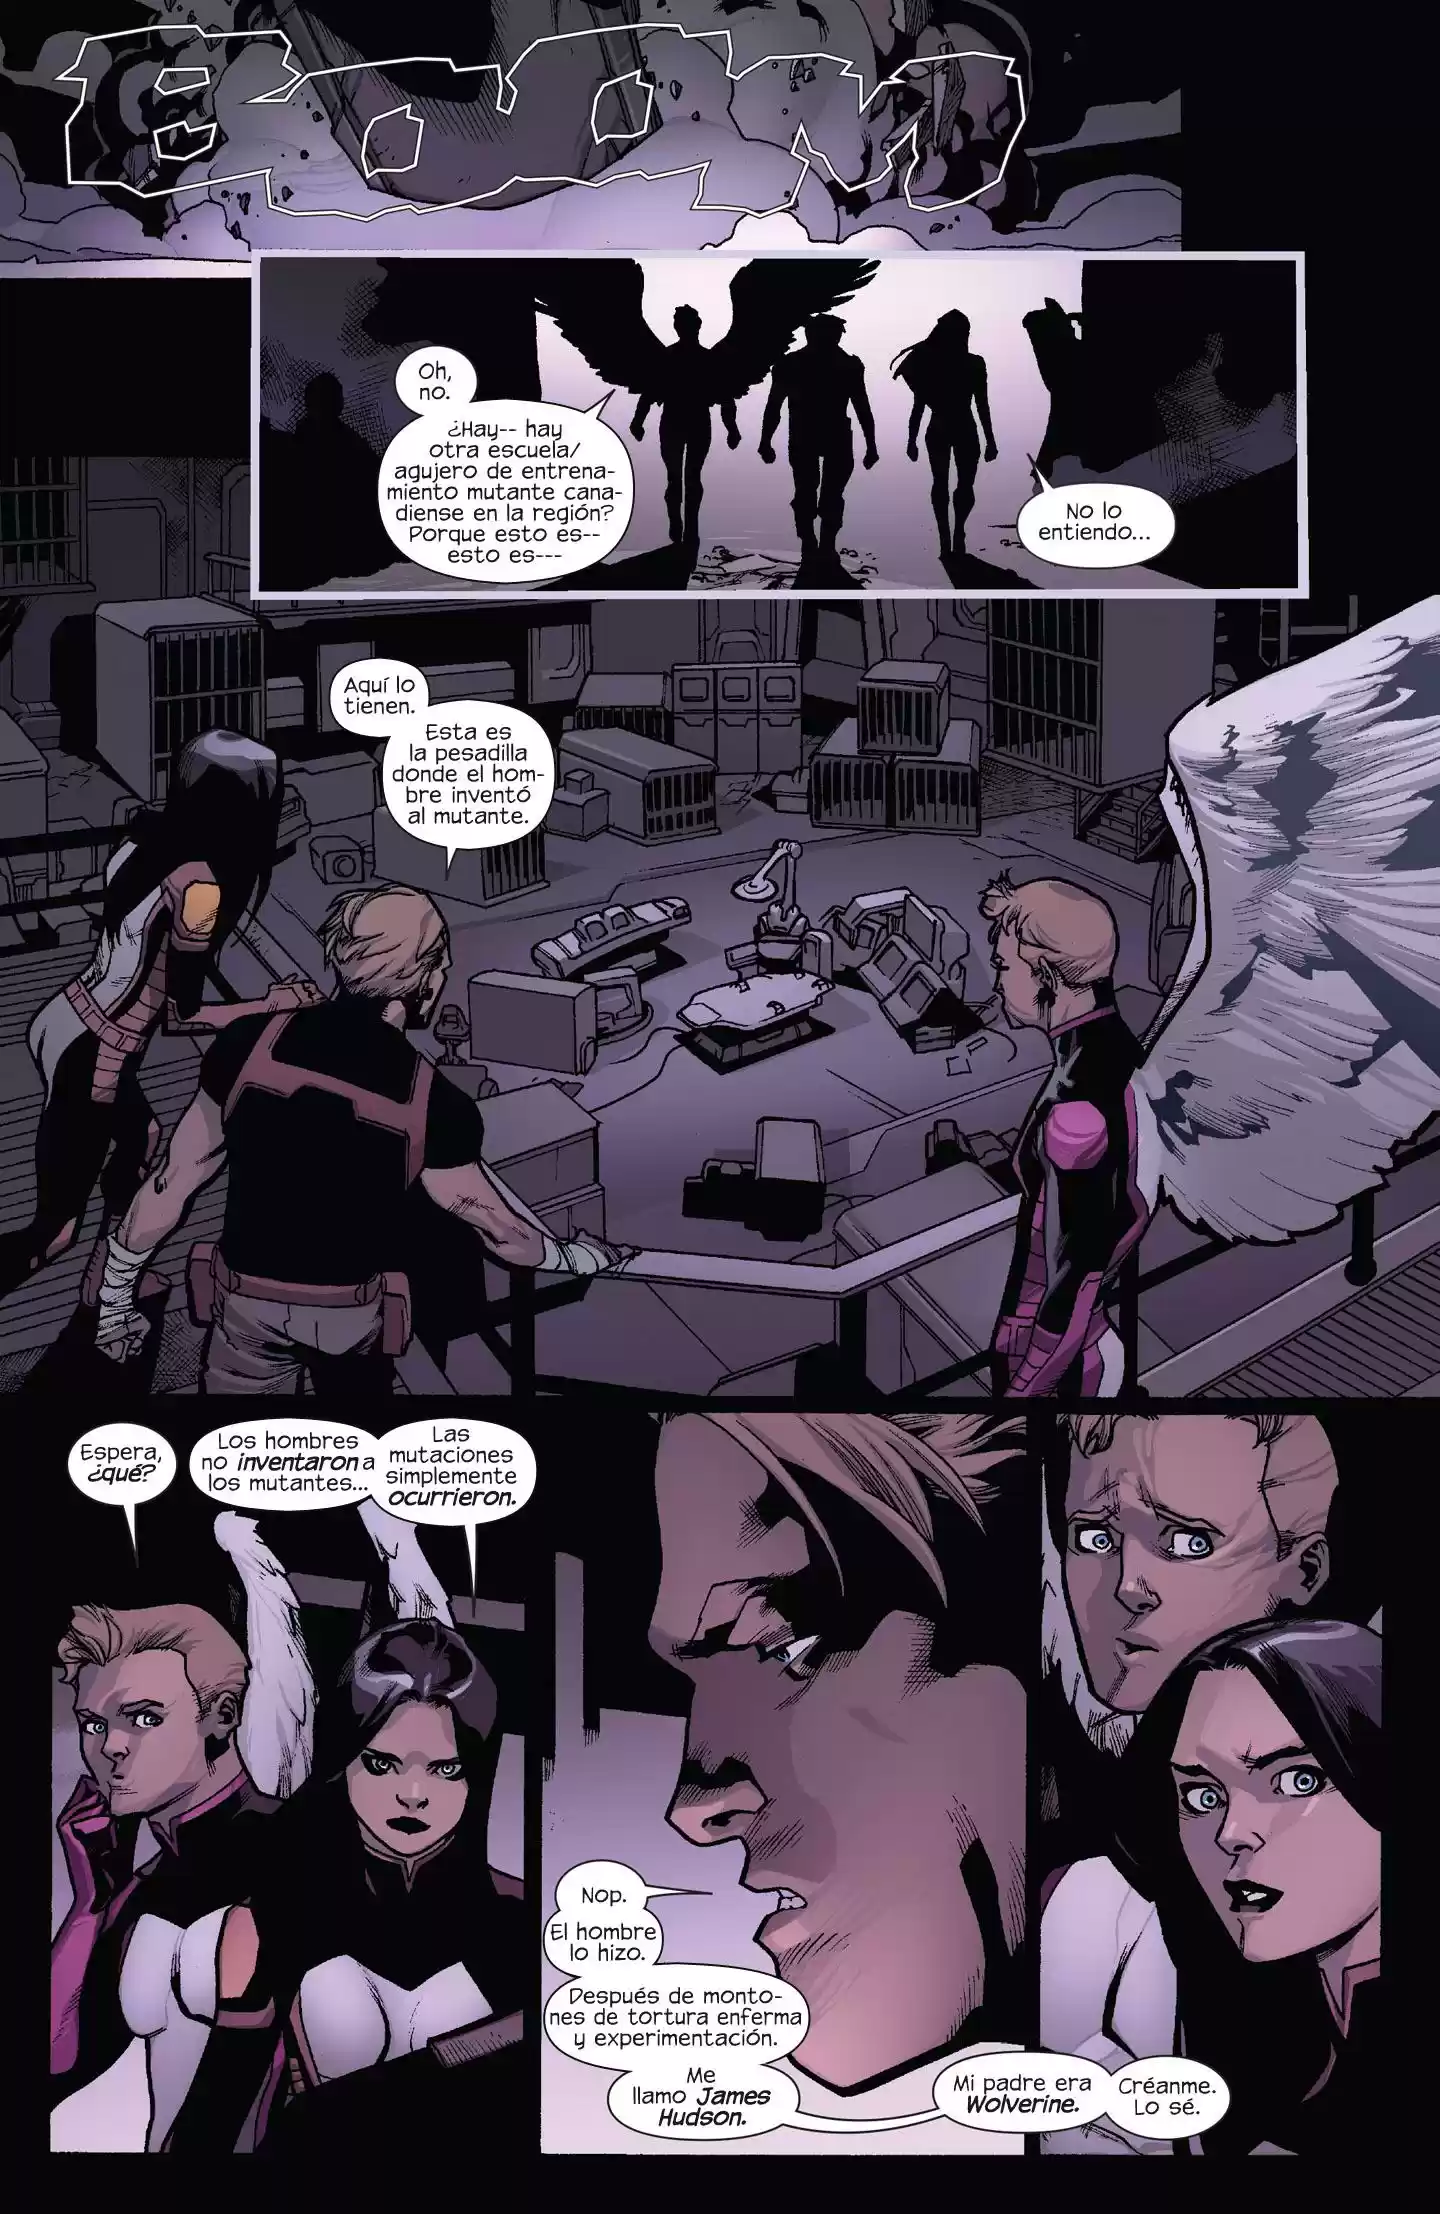 BOOM
Oh,
no.
¿Hay-- hay
otra escuela/
agujero de entrena-
miento mutante cana-
diense en la región?
Porque esto es--
esto es---
No lo
entiendo...
Aquí lo
tienen.
Esta es
la pesadilla
donde el hom-
bre inventó
al mutante.
Espera,
¿qué?
Los hombres
no inventaron a
los mutantes...
Las
mutaciones
simplemente
ocurrieron.
Nop.
El hombre
lo hizo.
Después de monto-
nes de tortura enferma
y experimentación.
Me
llamo James
Hudson.
Mi padre era
Wolverine.
Créanme.
Lo sé.